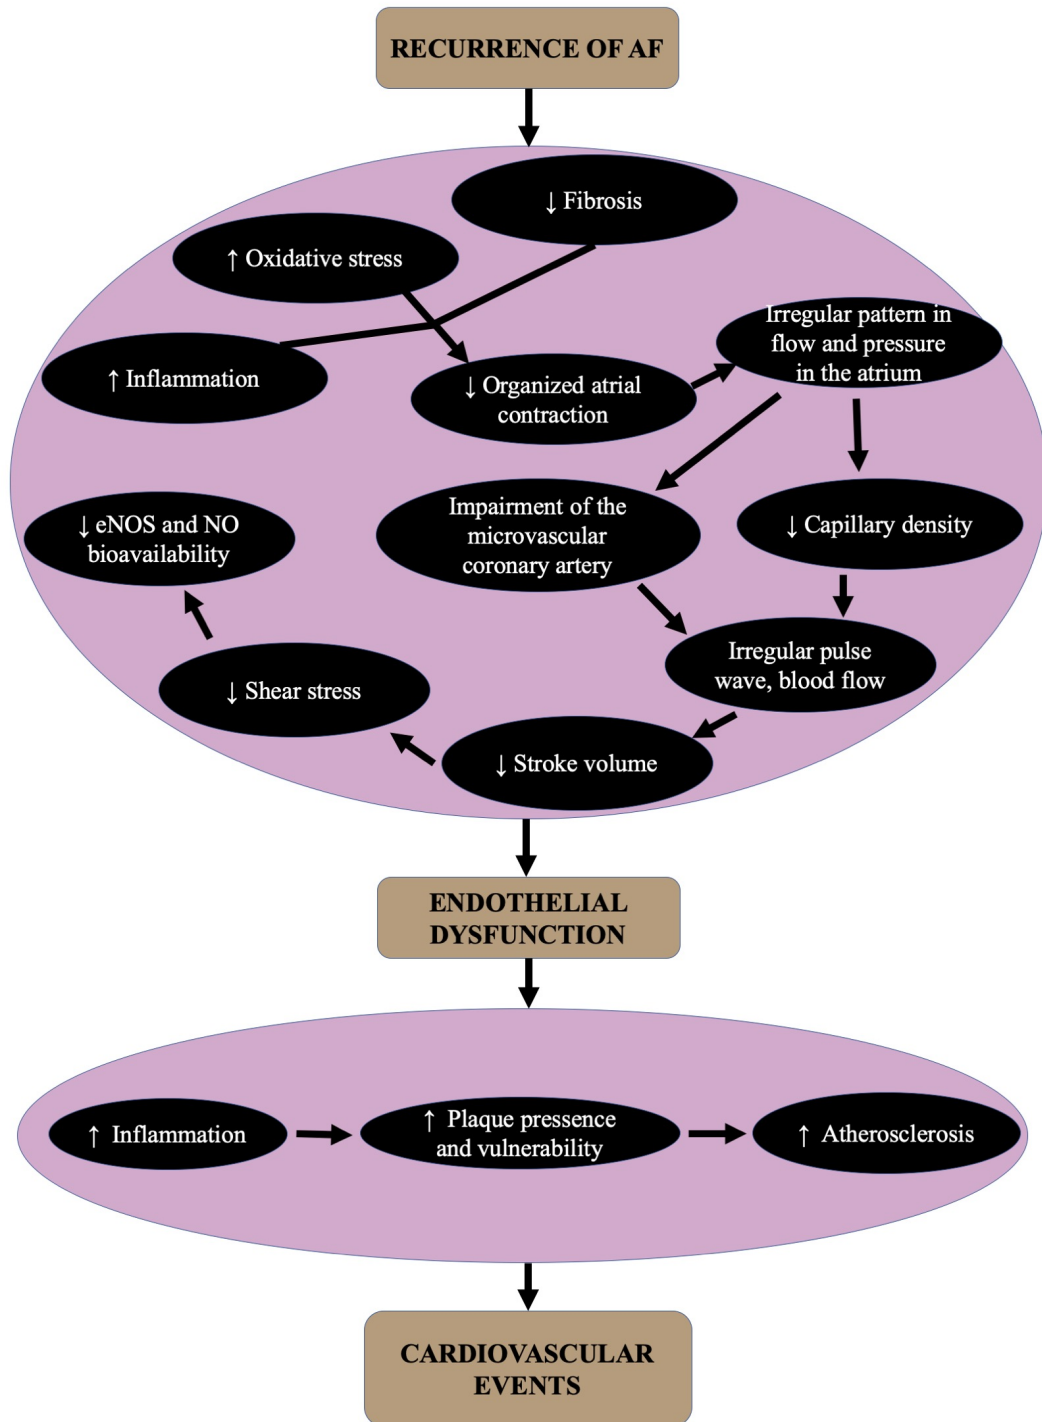 RECURRENCE OF AF
↓ Fibrosis
↑ Oxidative stress
Irregular pattern in
flow and pressure
in the atrium
↑ Inflammation
↓ Organized atrial
contraction
Impairment of the
microvascular
coronary artery
↓ Capillary density
↓ eNOS and NO
bioavailability
Irregular pulse
wave, blood flow
↓ Shear stress
↓ Stroke volume
ENDOTHELIAL
DYSFUNCTION
↑ Inflammation
↑ Plaque pressence
and vulnerability
↑ Atherosclerosis
CARDIOVASCULAR
EVENTS